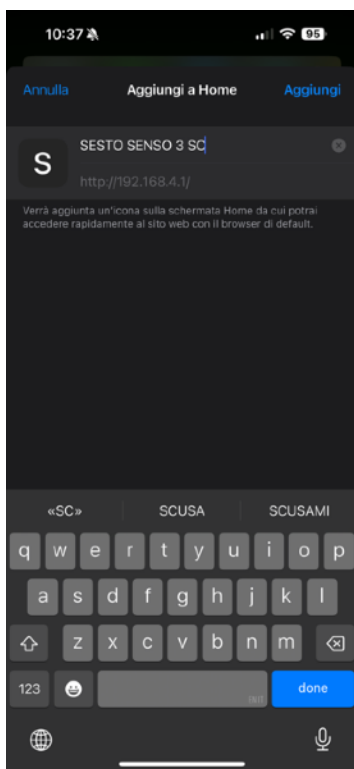 10:37
95
Annulla
Aggiungi a Home
Aggiungi
S
SESTO SENSO 3 SC
http://192.168.4.1/
Verrà aggiunta un'icona sulla schermata Home da cui potrai
accedere rapidamente al sito web con il browser di default.
«SC»
SCUSA
SCUSAMI
q w e r t y u i o p
a s d f g h j k l
z x c v b n m
123
EN IT
done